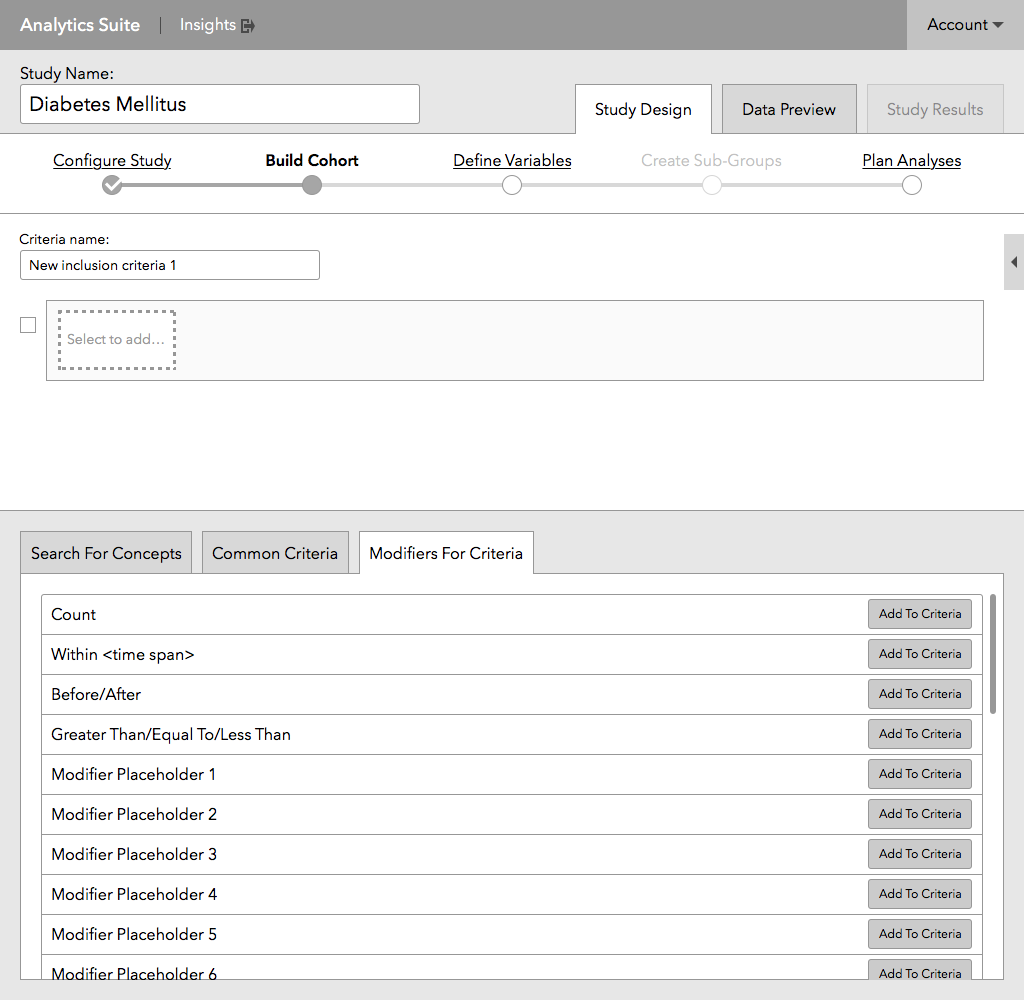 Analytics Suite | Insights
Account
Study Name:
Diabetes Mellitus
Study Design
Data Preview
Study Results
Configure Study
Build Cohort
Define Variables
Create Sub-Groups
Plan Analyses
Criteria name:
New inclusion criteria 1
Select to add...
Search For Concepts
Common Criteria
Modifiers For Criteria
Count
Add To Criteria
Within <time span>
Add To Criteria
Before/After
Add To Criteria
Greater Than/Equal To/Less Than
Add To Criteria
Modifier Placeholder 1
Add To Criteria
Modifier Placeholder 2
Add To Criteria
Modifier Placeholder 3
Add To Criteria
Modifier Placeholder 4
Add To Criteria
Modifier Placeholder 5
Add To Criteria
Modifier Placeholder 6
Add To Criteria